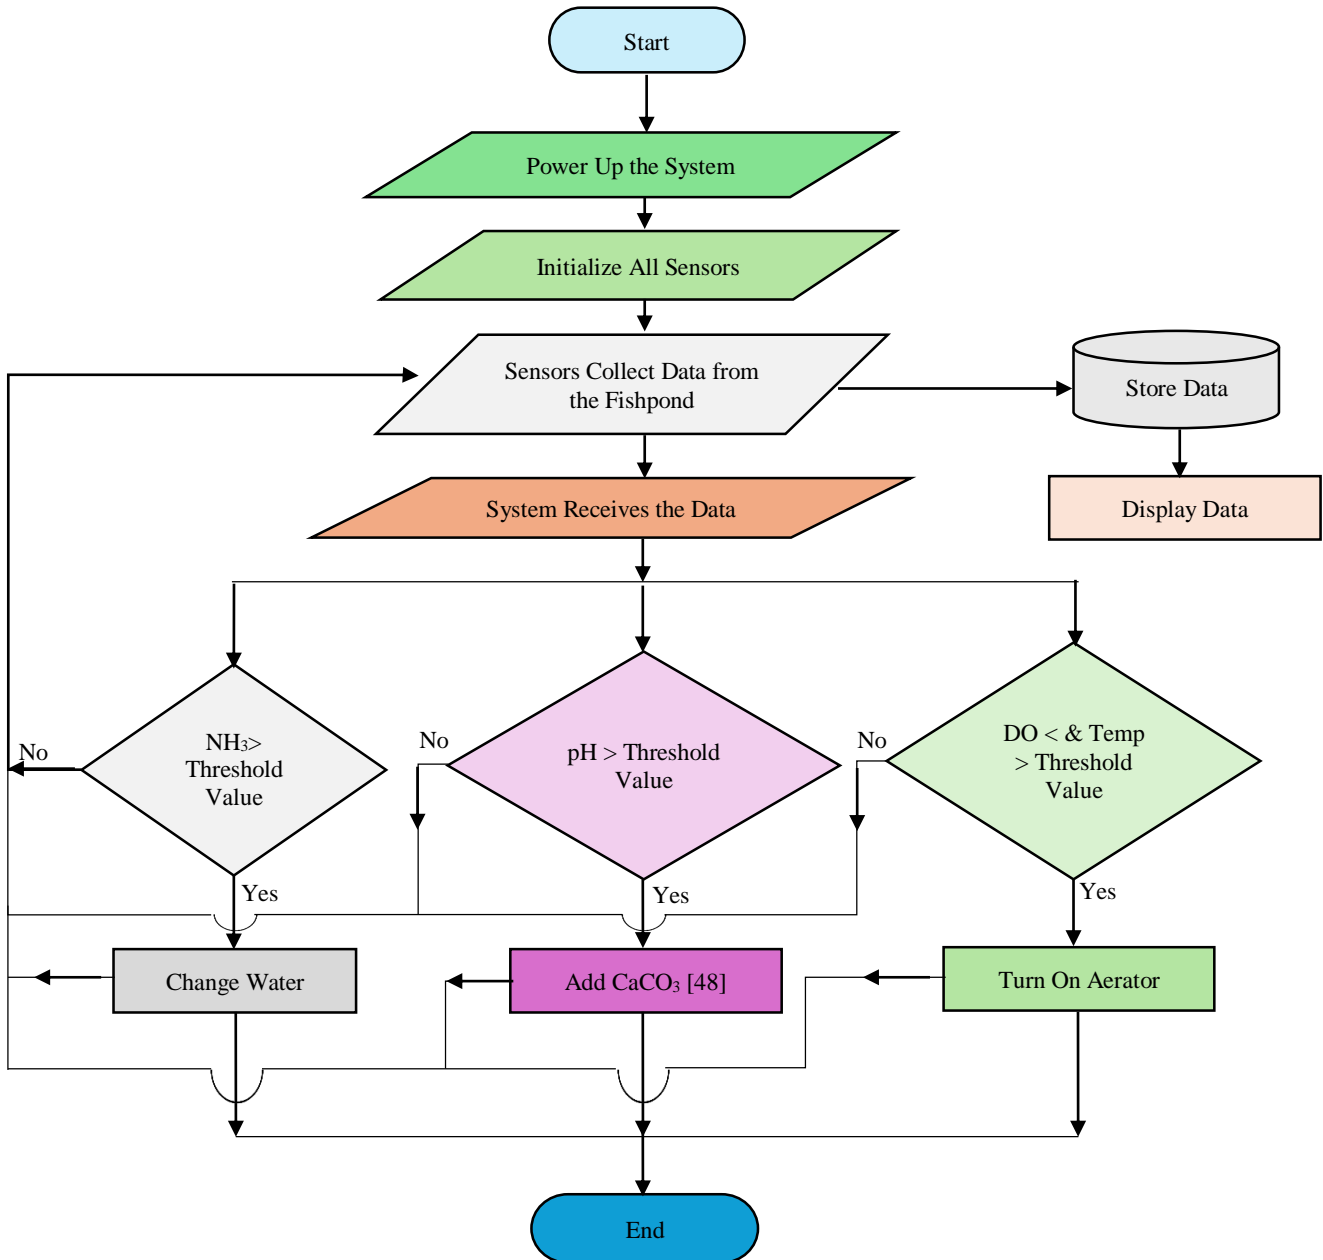 Start
Power Up the System
Initialize All Sensors
Sensors Collect Data from
the Fishpond
Store Data
System Receives the Data
Display Data
No
NH₃>
Threshold
Value
No
pH > Threshold
Value
No
DO < & Temp
> Threshold
Value
Yes
Yes
Yes
Change Water
Add CaCO₃ [48]
Turn On Aerator
End